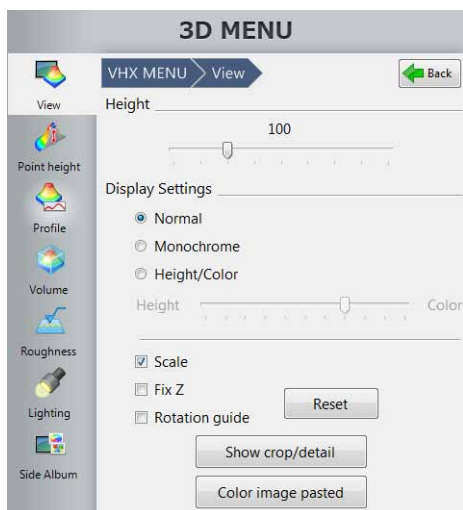 3D MENU
VHX MENU View
Back
View
Height
100
Point height
Display Settings
Normal
Profile
Monochrome
Height/Color
Volume
Height Color
Roughness
Scale
Fix Z
Reset
Lighting
Rotation guide
Show crop/detail
Side Album
Color image pasted